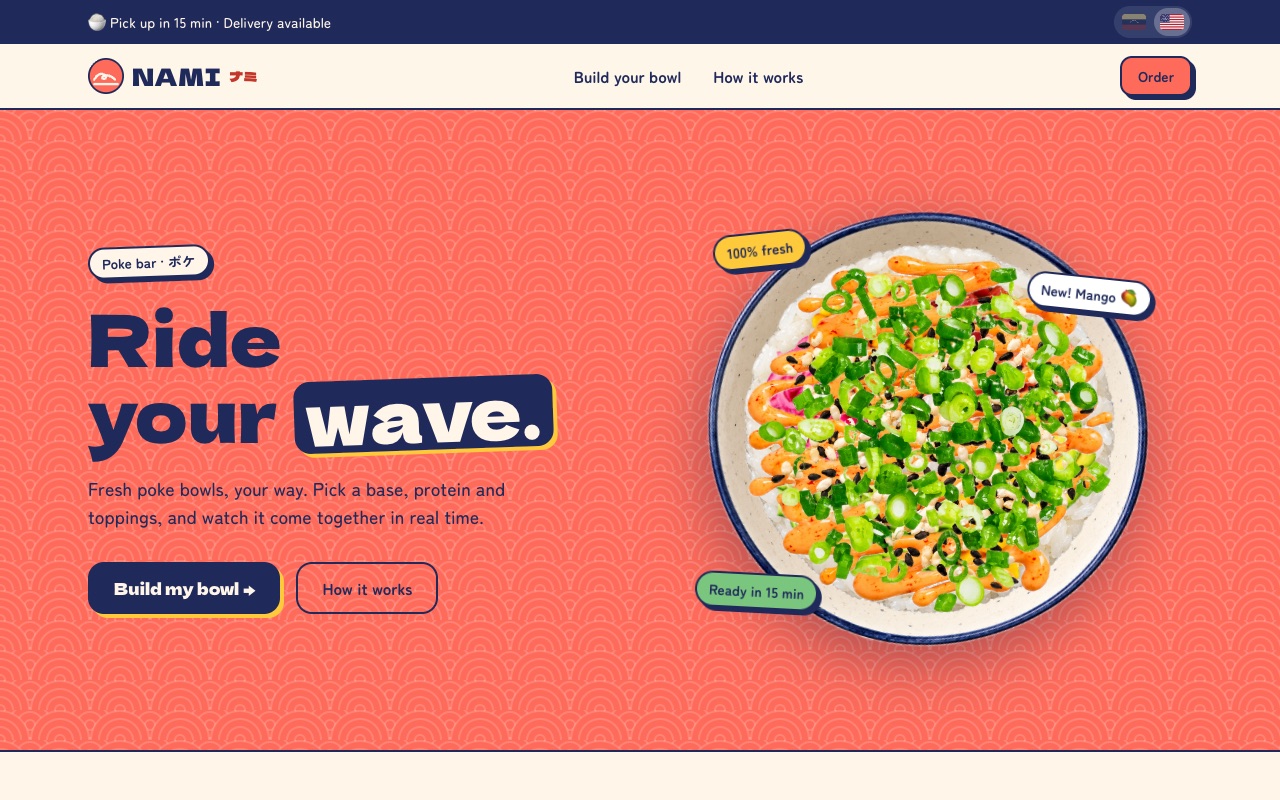 Pick up in 15 min · Delivery available
NAMI ナミ
Build your bowl
How it works
Order
Poke bar · ポケ
Ride
your wave.
Fresh poke bowls, your way. Pick a base, protein and
toppings, and watch it come together in real time.
Build my bowl →
How it works
100% fresh
New! Mango 🥭
Ready in 15 min